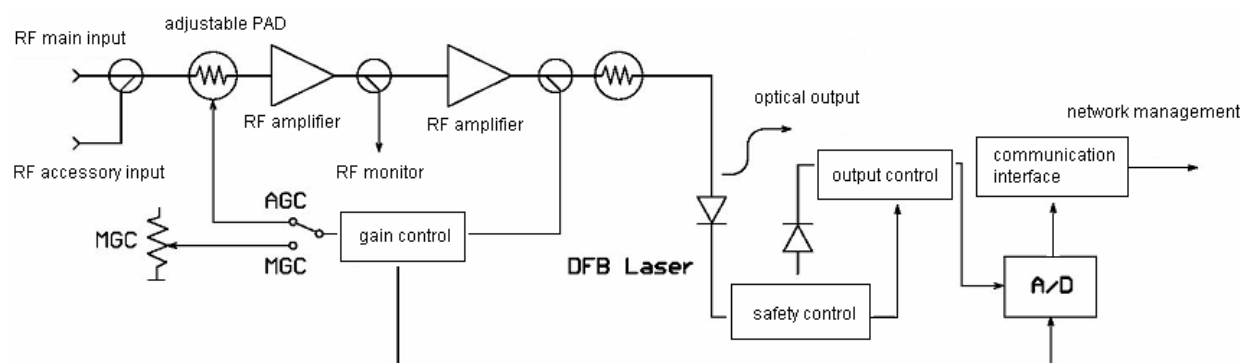 adjustable PAD
RF main input
RF amplifier
RF amplifier
optical output
network management
RF accessory input
RF monitor
communication
interface
output control
AGC
MGC
gain control
MGC
DFB Laser
safety control
A/D